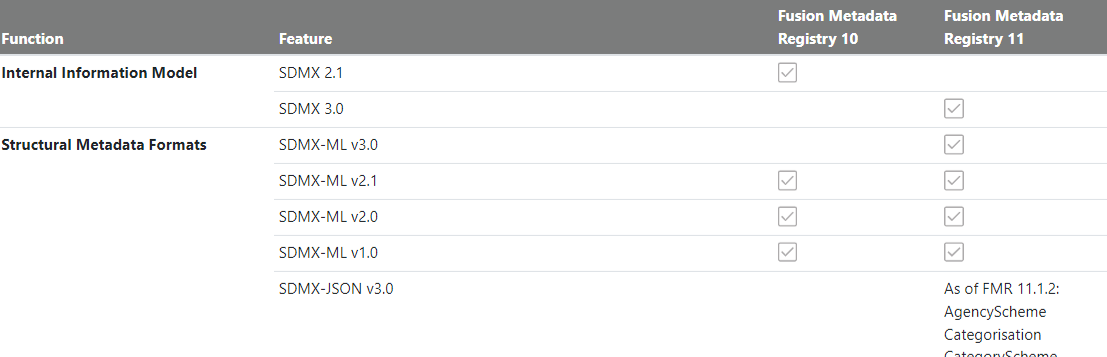 Function Feature Fusion Metadata Registry 10 Fusion Metadata Registry 11
Internal Information Model SDMX 2.1
SDMX 3.0
Structural Metadata Formats SDMX-ML v3.0
SDMX-ML v2.1
SDMX-ML v2.0
SDMX-ML v1.0
SDMX-JSON v3.0 As of FMR 11.1.2:
AgencyScheme
Categorisation
CategoryScheme